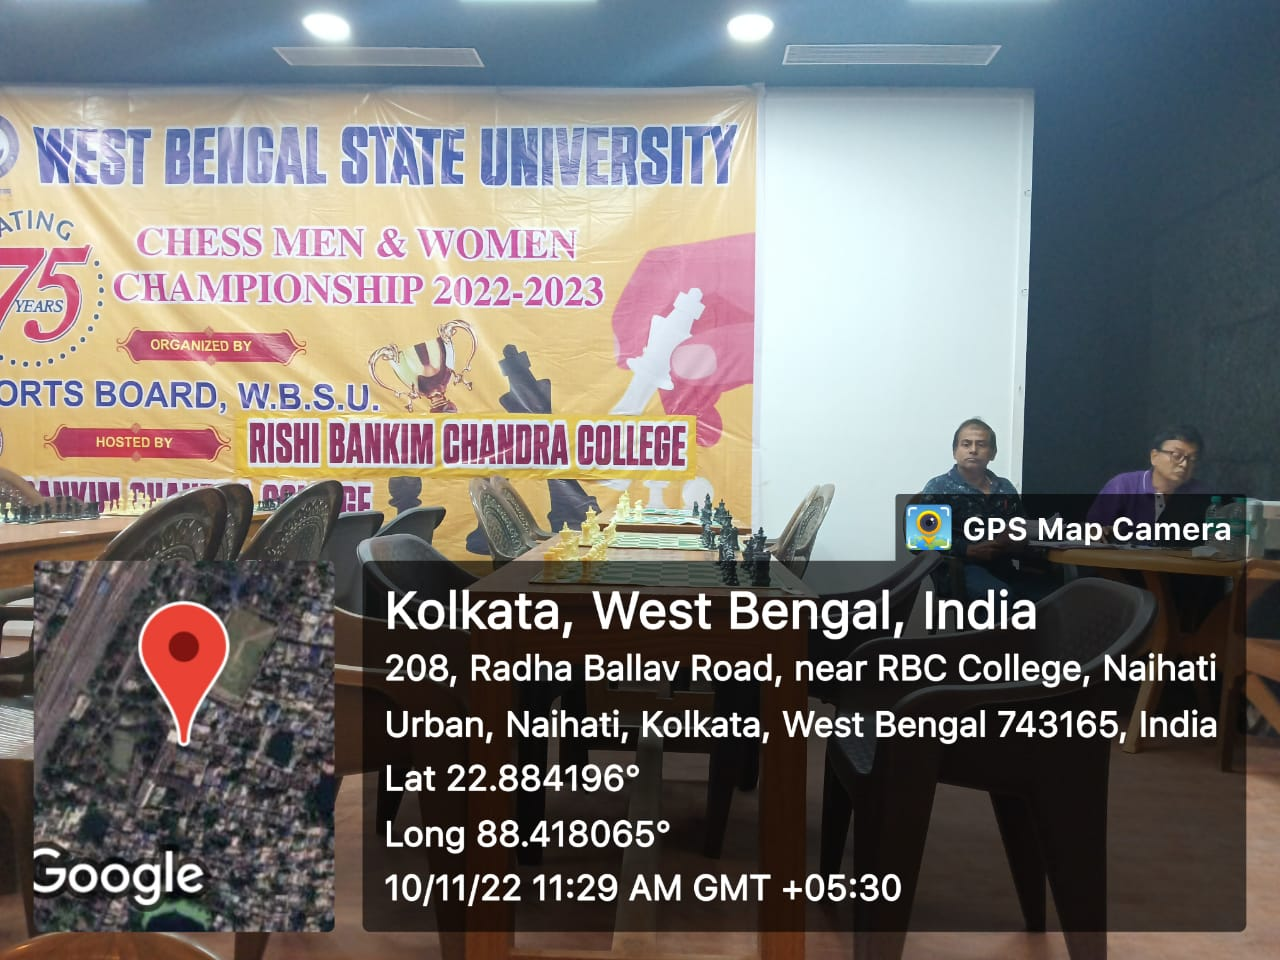 WEST BENGAL STATE UNIVERSITY
ATING
75
YEARS
CHESS MEN & WOMEN
CHAMPIONSHIP 2022-2023
ORGANIZED BY
ORTS BOARD, W.B.S.U.
HOSTED BY
RISHI BANKIM CHANDRA COLLEGE
BANKIM CHANDRA COLLEGE
GPS Map Camera
Kolkata, West Bengal, India
208, Radha Ballav Road, near RBC College, Naihati
Urban, Naihati, Kolkata, West Bengal 743165, India
Lat 22.884196°
Long 88.418065°
10/11/22 11:29 AM GMT +05:30
Google